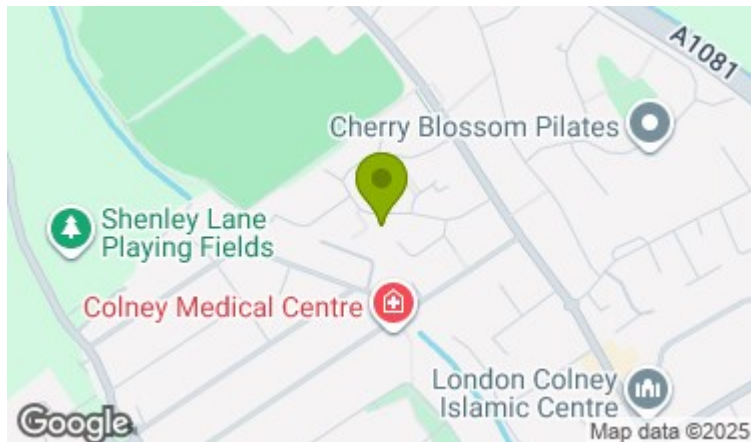 A1081
Cherry Blossom Pilates
Shenley Lane
Playing Fields
Colney Medical Centre
London Colney
Islamic Centre
Google
Map data ©2025